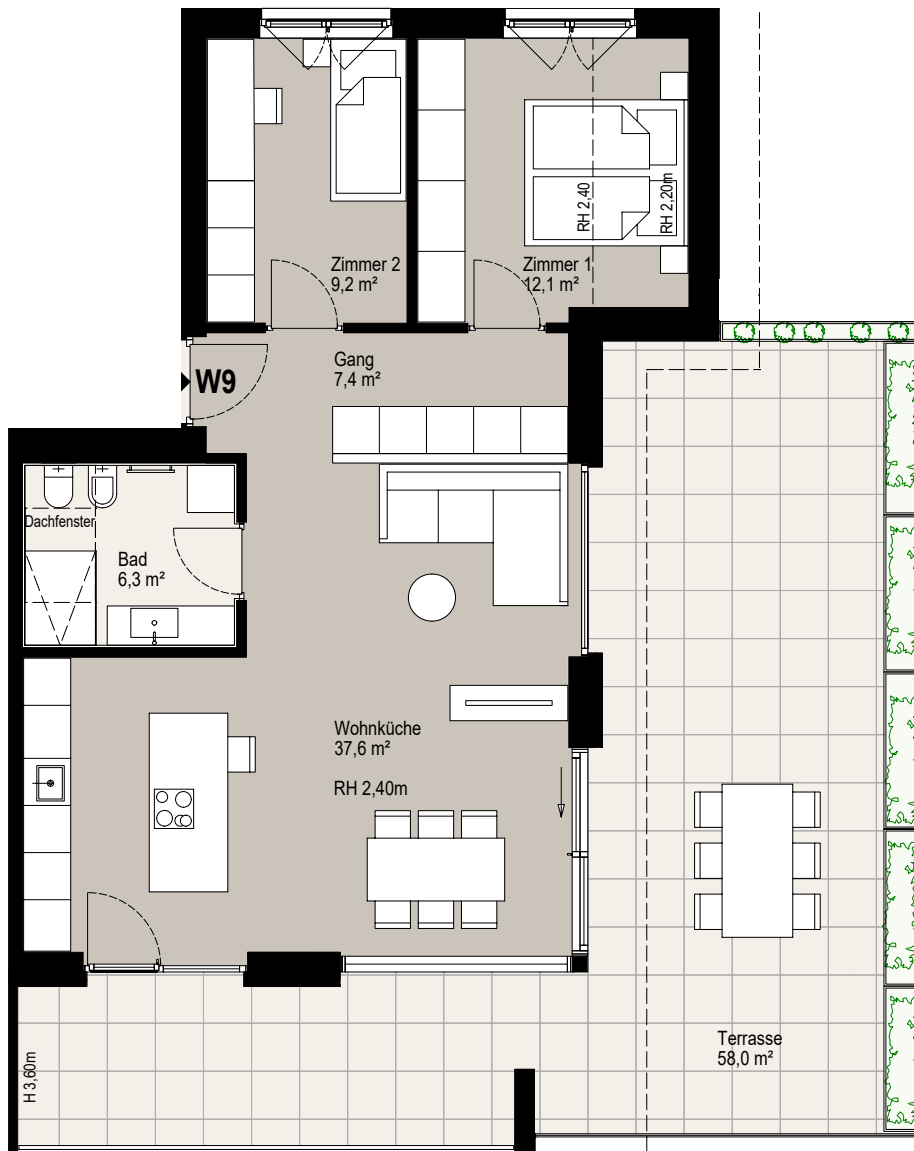 RH 2,40
RH 2,20m
Zimmer 2
9,2 m²
Zimmer 1
12,1 m²
Gang
7,4 m²
W9
Dachfenster
Bad
6,3 m²
Wohnküche
37,6 m²
RH 2,40m
Terrasse
58,0 m²
H 3,60m